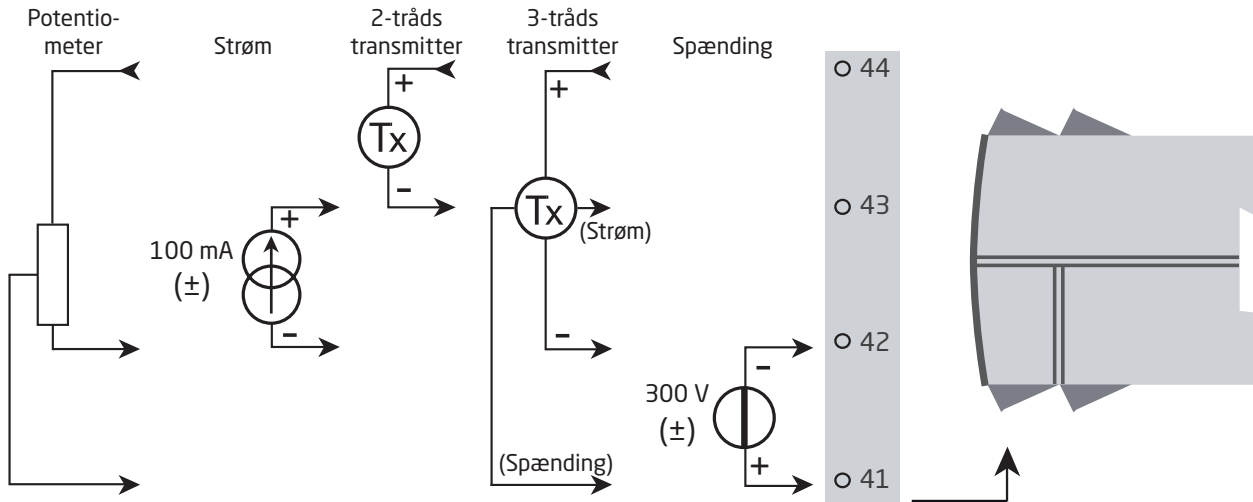 Potentio-
meter
Strøm
2-tråds
transmitter
3-tråds
transmitter
Spænding
44
+
+
Tx
-
43
+
Tx
(Strøm)
100 mA
(±)
-
-
42
-
300 V
(±)
+
(Spænding)
41